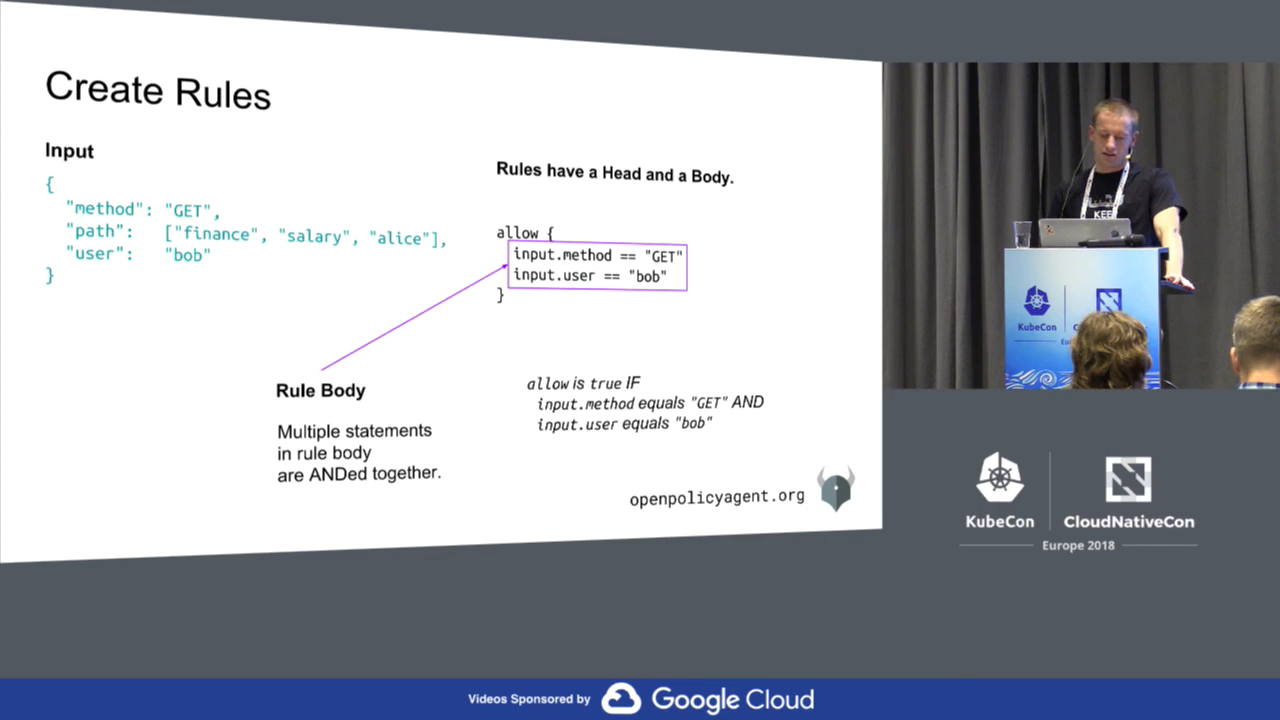 Create Rules
Input
{
"method": "GET",
"path": ["finance", "salary", "alice"],
"user": "bob"
}
Rules have a Head and a Body.
allow {
input.method == "GET"
input.user == "bob"
}
Rule Body
Multiple statements
in rule body
are ANDed together.
allow is true IF
input.method equals "GET" AND
input.user equals "bob"
openpolicyagent.org
KEEP
KubeCon
KubeCon
CloudNativeCon
Europe 2018
Videos Sponsored by Google Cloud